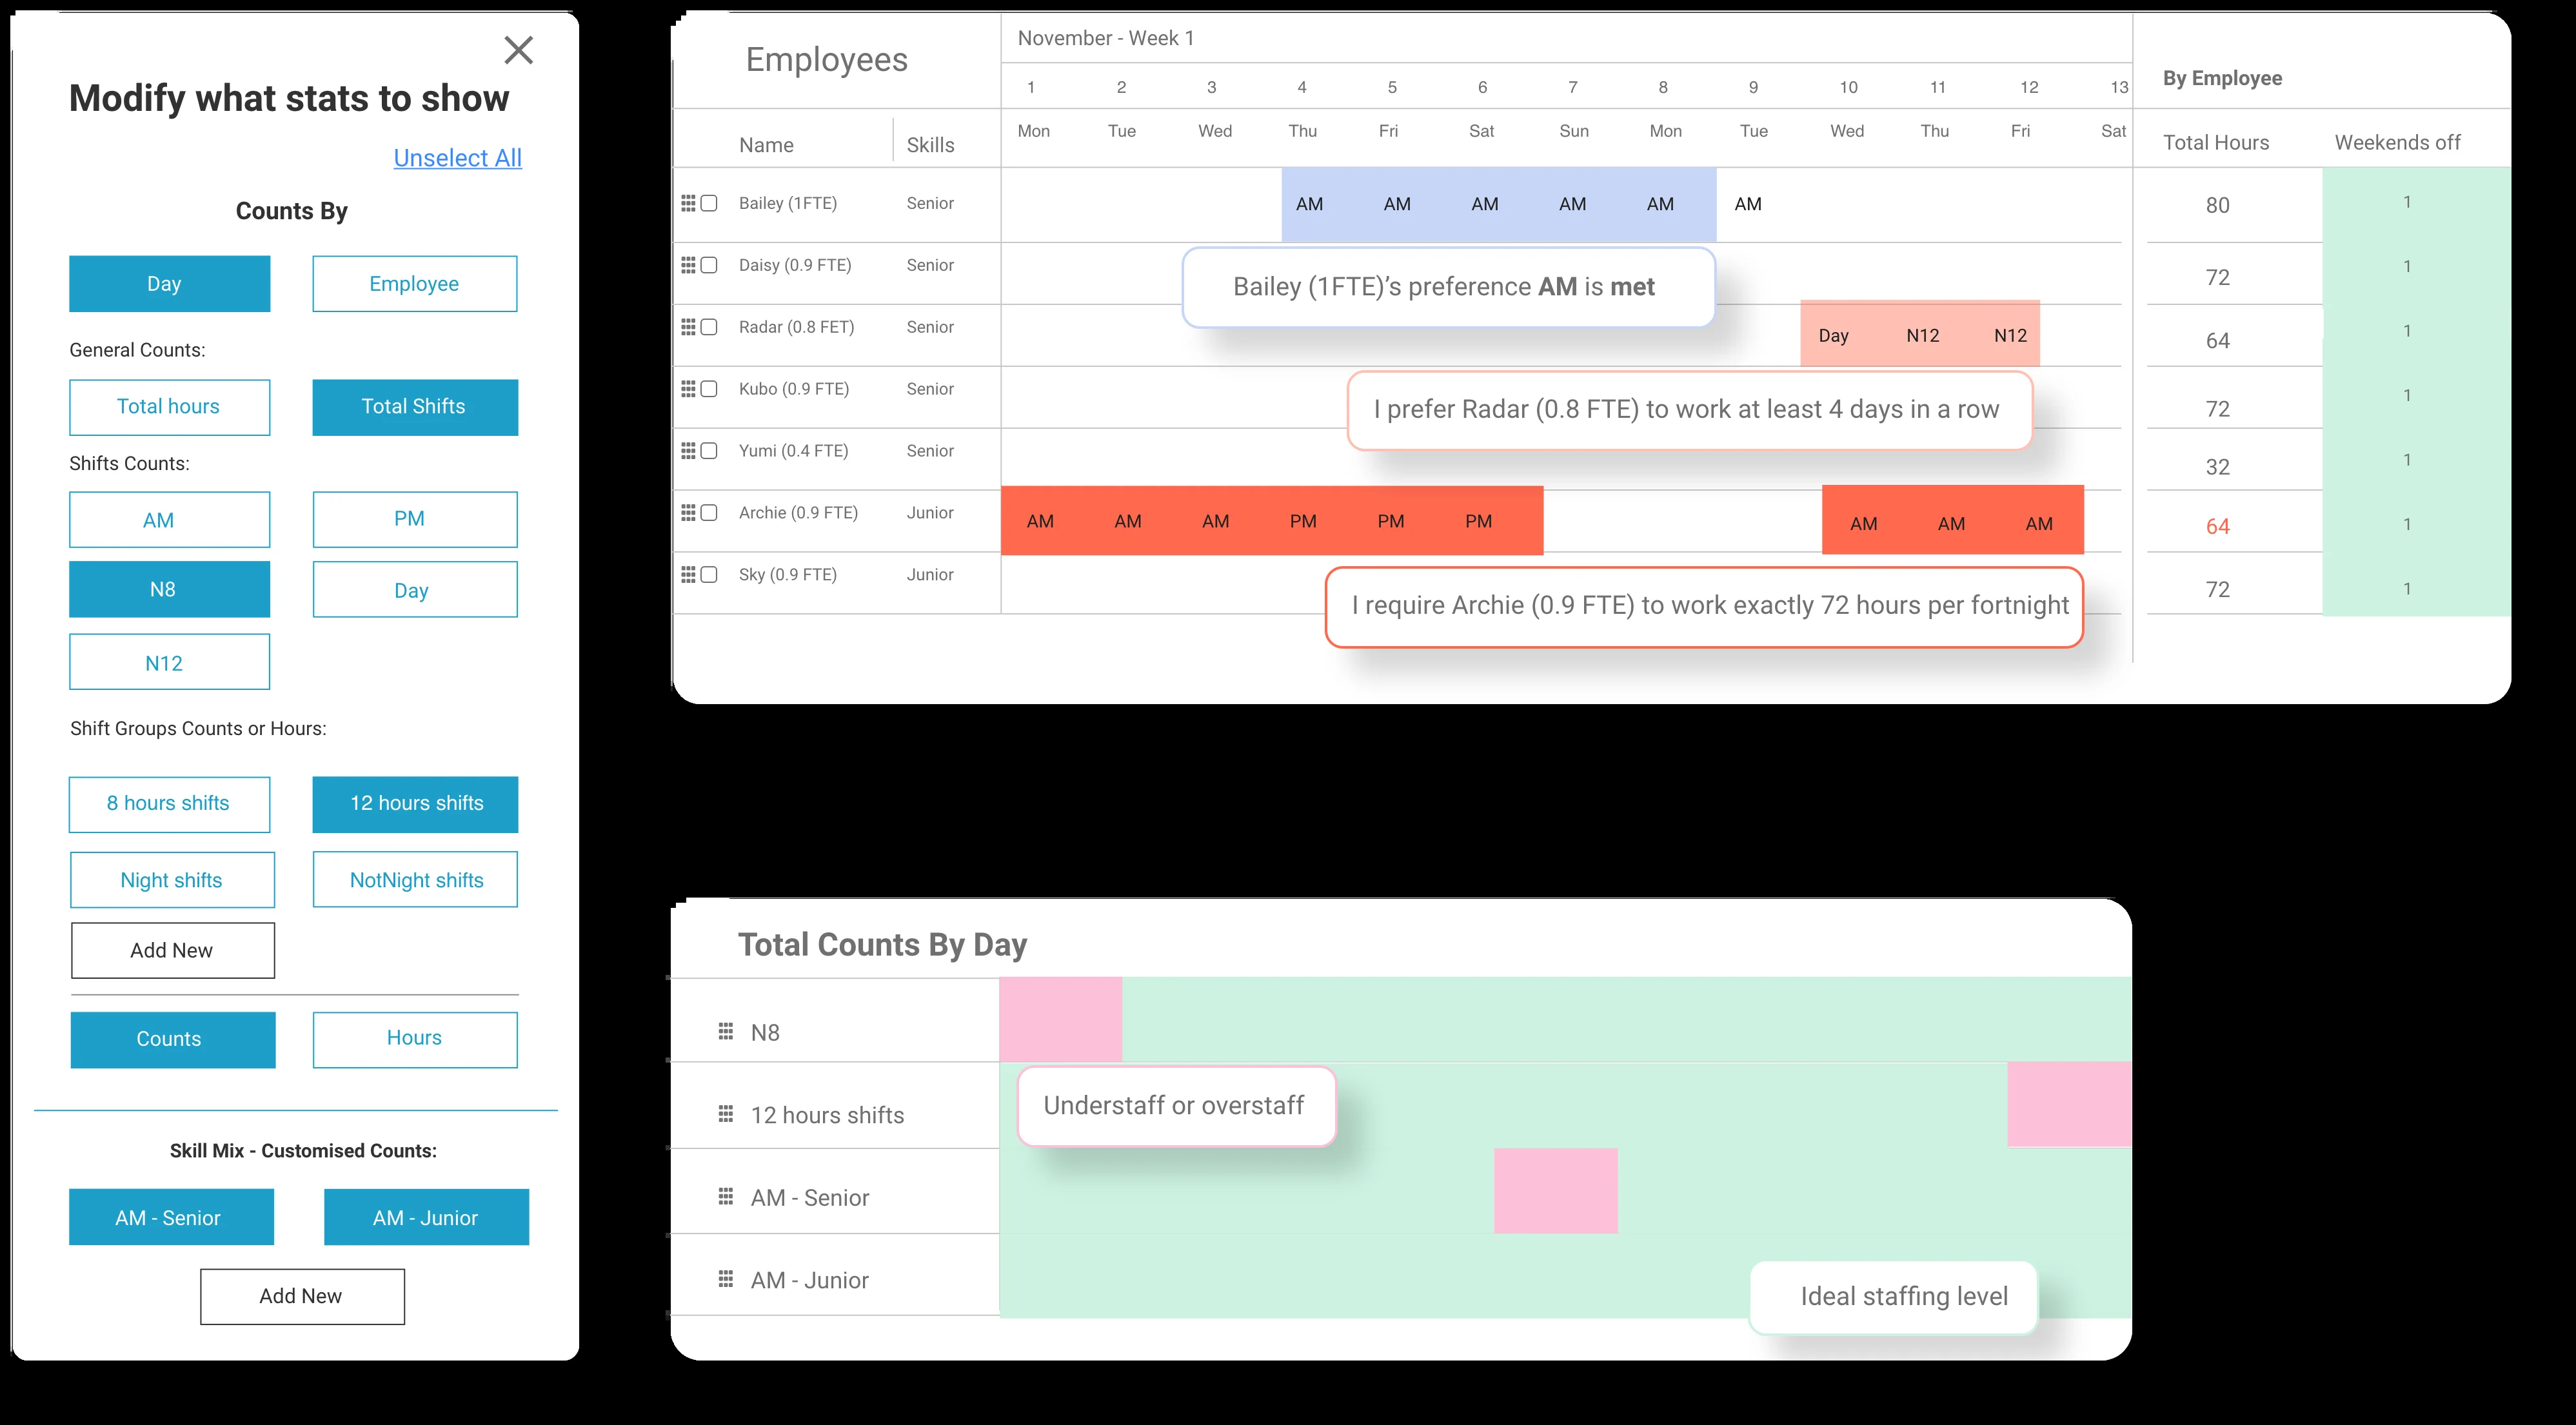 Modify what stats to show
Unselect All
Counts By
Day Employee
General Counts:
Total hours Total Shifts
Shifts Counts:
AM PM
N8 Day
N12
Shift Groups Counts or Hours:
8 hours shifts 12 hours shifts
Night shifts NotNight shifts
Add New
Counts Hours
Skill Mix - Customised Counts:
AM - Senior AM - Junior
Add New
Employees
November - Week 1
By Employee
1 2 3 4 5 6 7 8 9 10 11 12 13
Mon Tue Wed Thu Fri Sat Sun Mon Tue Wed Thu Fri Sat
Name Skills Total Hours Weekends off
Bailey (1FTE) Senior AM AM AM AM AM AM 80 1
Daisy (0.9 FTE) Senior 72 1
Bailey (1FTE)’s preference AM is met
Radar (0.8 FET) Senior Day N12 N12 64 1
Kubo (0.9 FTE) Senior 72 1
I prefer Radar (0.8 FTE) to work at least 4 days in a row
Yumi (0.4 FTE) Senior 32 1
Archie (0.9 FTE) Junior AM AM AM PM PM PM AM AM AM 64 1
Sky (0.9 FTE) Junior 72 1
I require Archie (0.9 FTE) to work exactly 72 hours per fortnight
Total Counts By Day
N8
12 hours shifts
Understaff or overstaff
AM - Senior
AM - Junior
Ideal staffing level